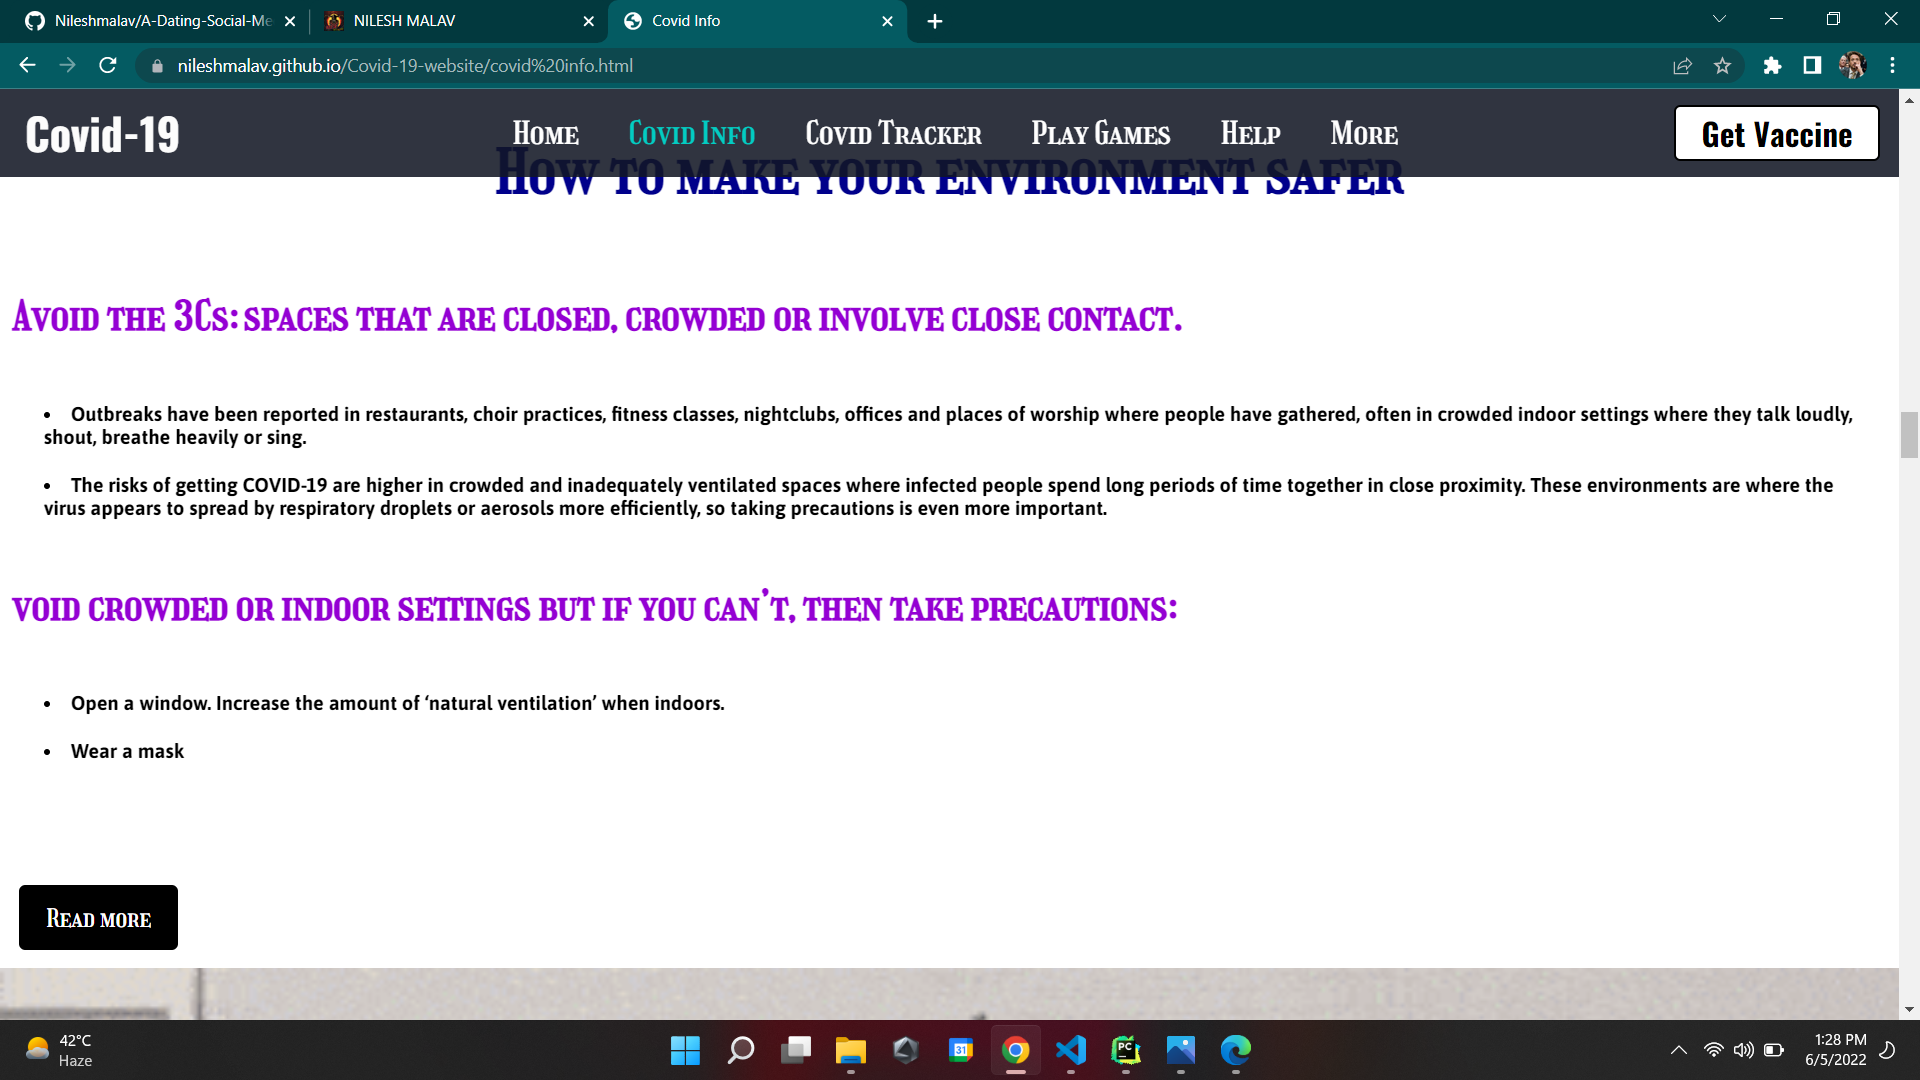 Nileshmalav/A-Dating-Social-Me
NILESH MALAV
Covid Info
nileshmalav.github.io/Covid-19-website/covid%20info.html
Covid-19
Home
Covid Info
Covid Tracker
Play Games
Help
More
Get Vaccine
How to make your environment safer
Avoid the 3Cs: spaces that are closed, crowded or involve close contact.
• Outbreaks have been reported in restaurants, choir practices, fitness classes, nightclubs, offices and places of worship where people have gathered, often in crowded indoor settings where they talk loudly,
shout, breathe heavily or sing.
• The risks of getting COVID-19 are higher in crowded and inadequately ventilated spaces where infected people spend long periods of time together in close proximity. These environments are where the
virus appears to spread by respiratory droplets or aerosols more efficiently, so taking precautions is even more important.
void crowded or indoor settings but if you can't, then take precautions:
• Open a window. Increase the amount of ‘natural ventilation’ when indoors.
• Wear a mask
Read more
42°C
Haze
31
PC
1:28 PM
6/5/2022